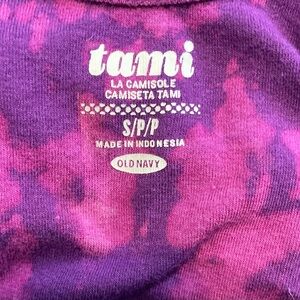 tami
LA CAMISOLE
CAMISETA TAMI
S/P/P
MADE IN INDONESIA
OLD NAVY